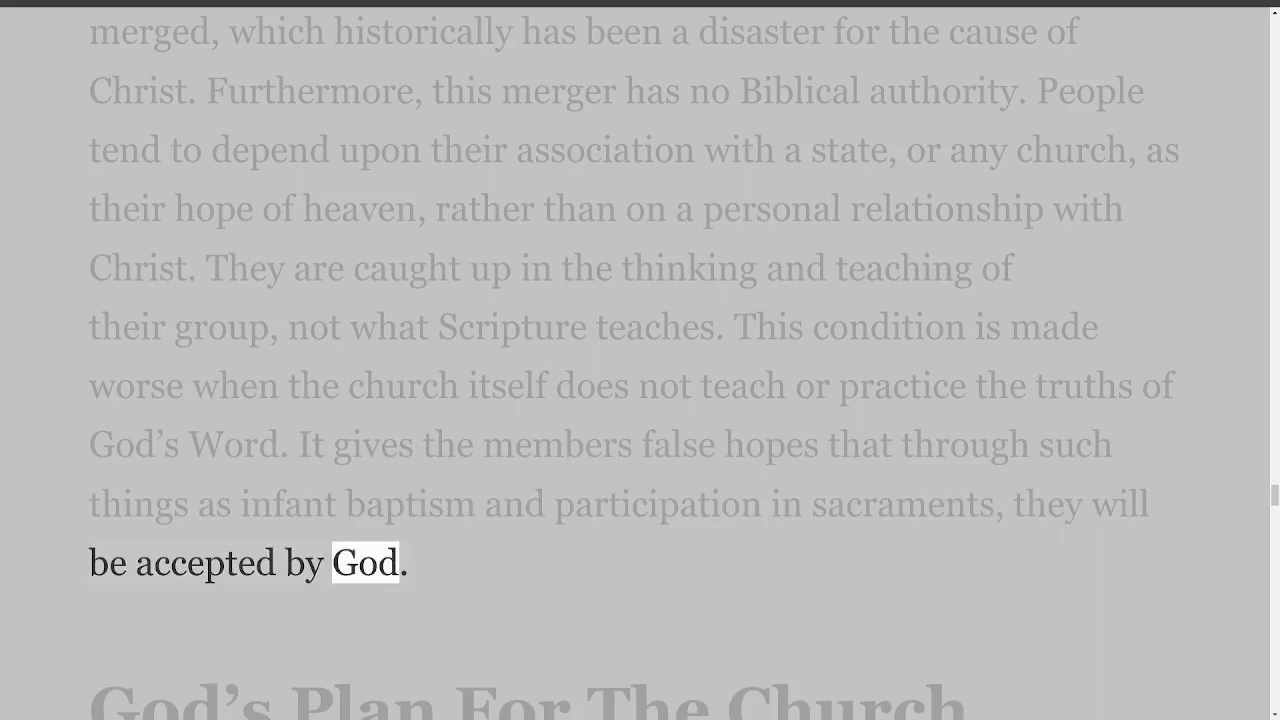 merged, which historically has been a disaster for the cause of
Christ. Furthermore, this merger has no Biblical authority. People
tend to depend upon their association with a state, or any church, as
their hope of heaven, rather than on a personal relationship with
Christ. They are caught up in the thinking and teaching of
their group, not what Scripture teaches. This condition is made
worse when the church itself does not teach or practice the truths of
God’s Word. It gives the members false hopes that through such
things as infant baptism and participation in sacraments, they will
be accepted by God.
God’s Plan For The Church